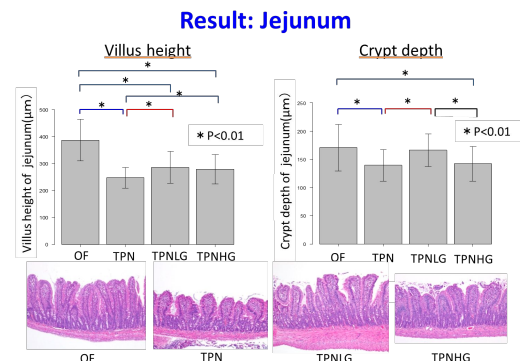 Result: Jejunum
Villus height
Crypt depth
*
*
*
*
*
*
*
*
*
Villus height of jejunum(μm)
500
400
300
200
100
0
* P<0.01
OF TPN TPNLG TPNHG
Crypt depth of jejunum(μm)
250
200
150
100
50
0
* P<0.01
OF TPN TPNLG TPNHG
OF
TPN
TPNLG
TPNHG